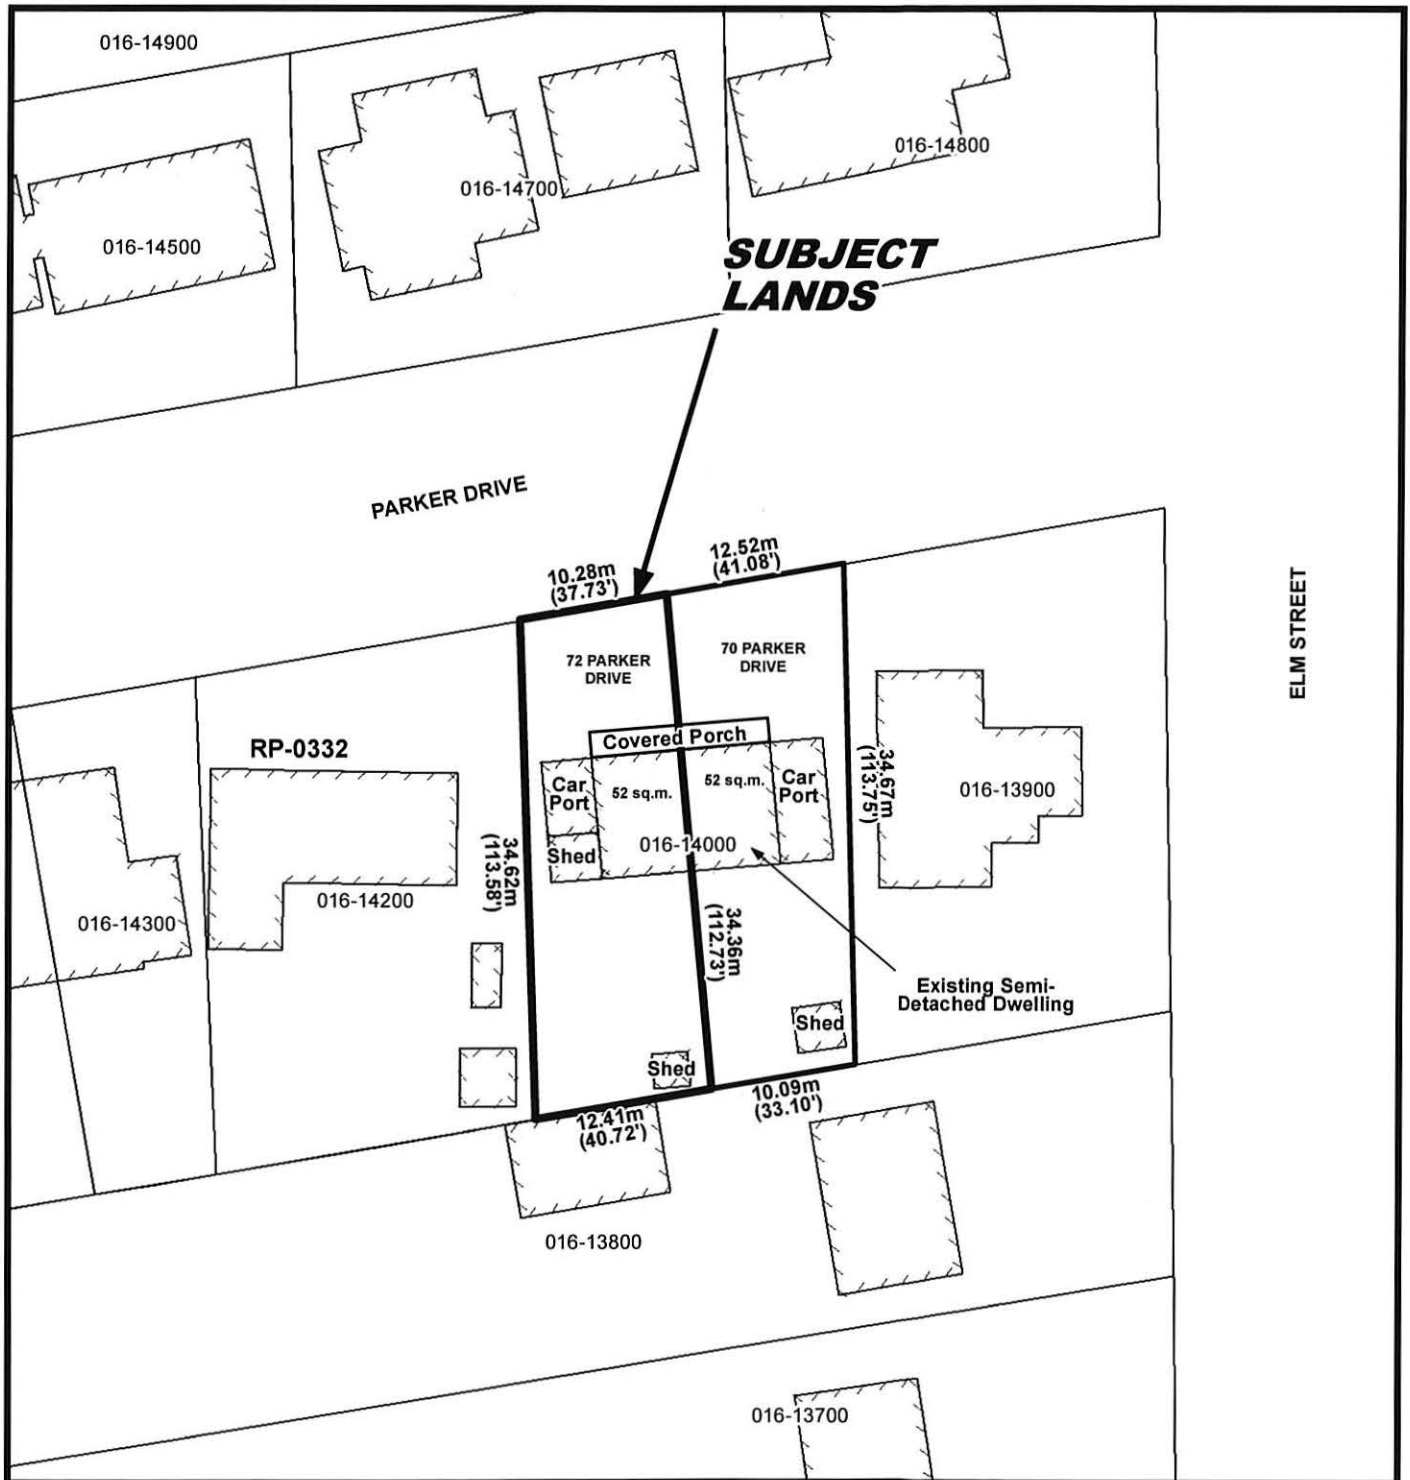 016-14900
016-14800
016-14700
016-14500
SUBJECT
LANDS
PARKER DRIVE
12.52m
(41.08')
10.28m
(37.73')
ELM STREET
72 PARKER
DRIVE
70 PARKER
DRIVE
RP-0332
Covered Porch
Car
Port
52 sq.m.
52 sq.m.
Car
Port
34.67m
(113.75')
016-13900
Shed
016-14000
34.62m
(113.58')
016-14200
016-14300
34.36m
(112.73')
Existing Semi-
Detached Dwelling
Shed
Shed
10.09m
(33.10')
12.41m
(40.72')
016-13800
016-13700